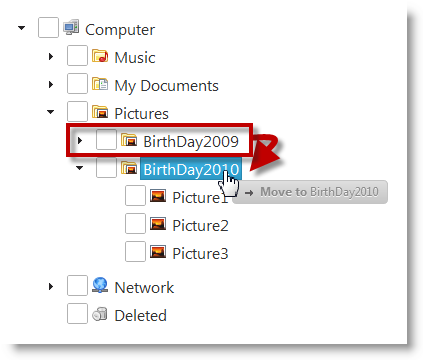 Computer
Music
My Documents
Pictures
BirthDay2009
BirthDay2010
Move to BirthDay2010
Picture1
Picture2
Picture3
Network
Deleted